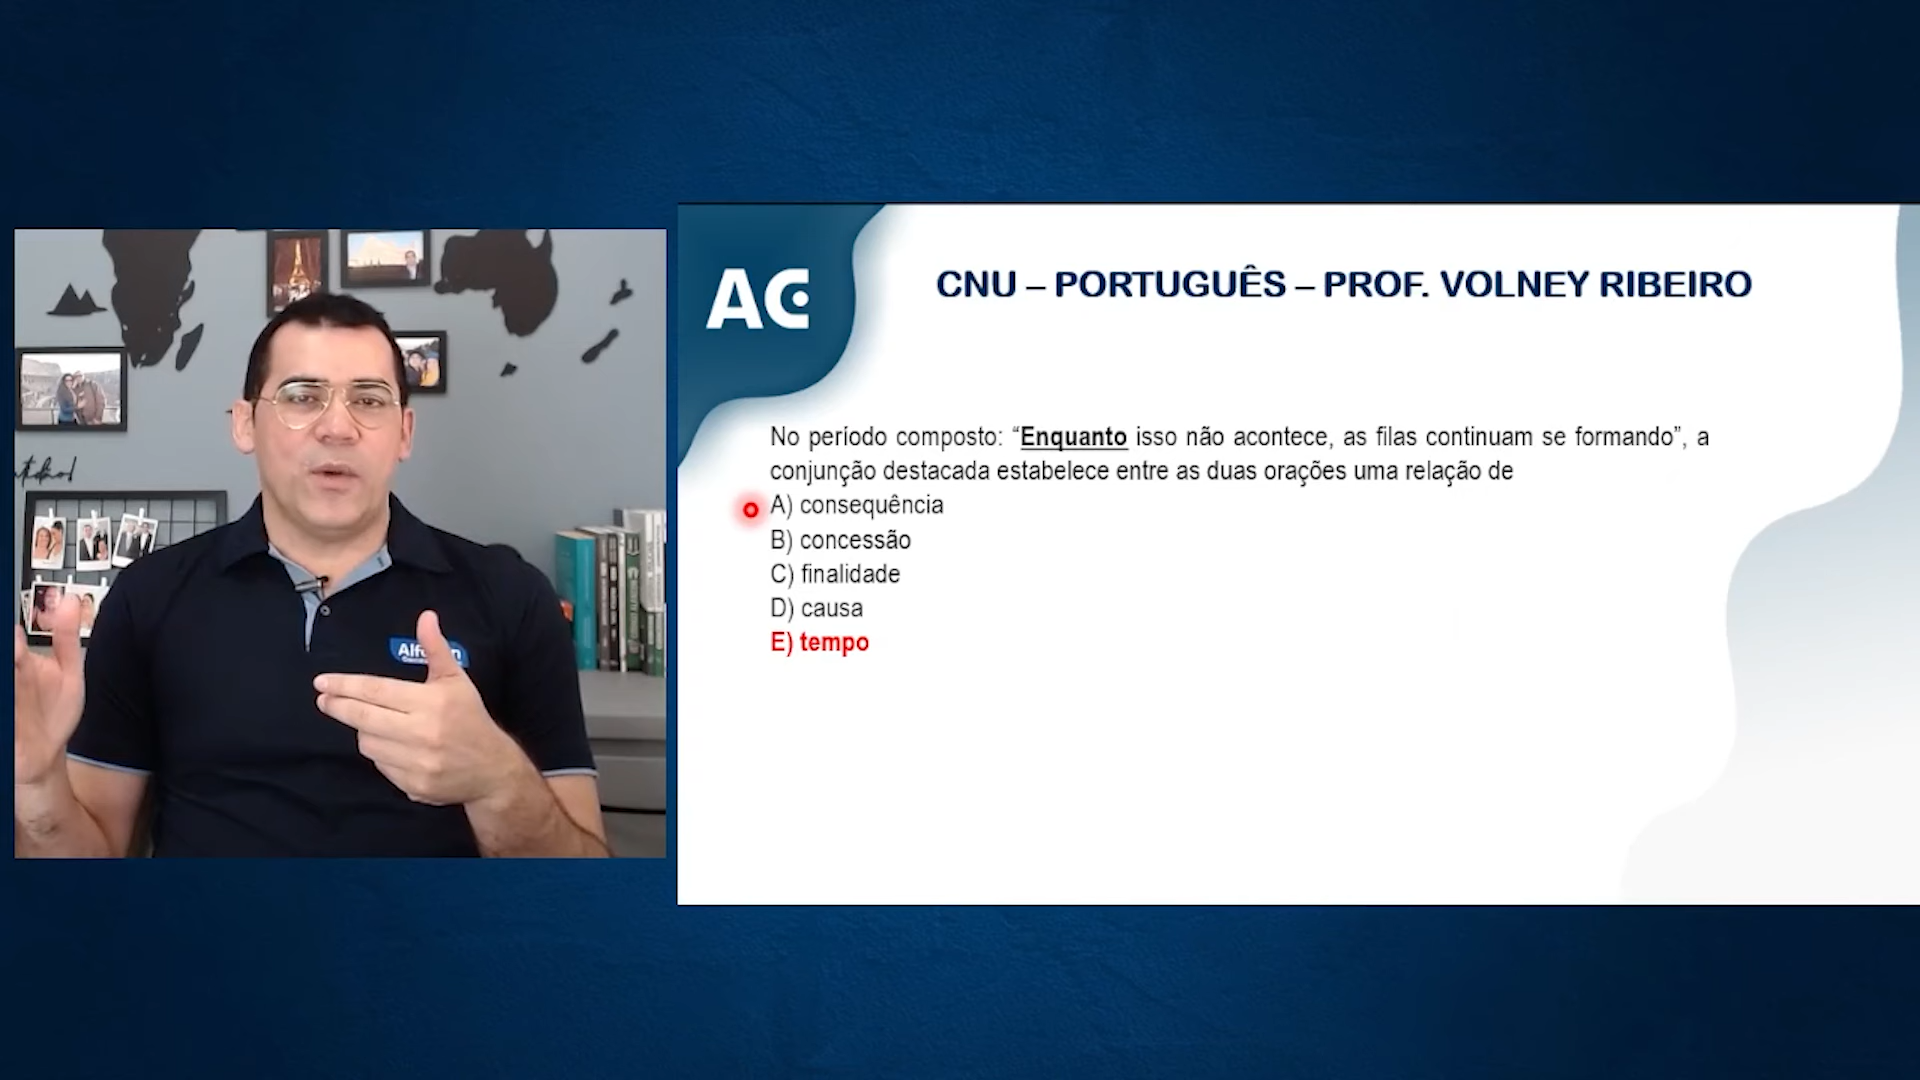 AC
CNU – PORTUGUÊS – PROF. VOLNEY RIBEIRO
No período composto: “Enquanto isso não acontece, as filas continuam se formando”, a
conjunção destacada estabelece entre as duas orações uma relação de
A) consequência
B) concessão
C) finalidade
D) causa
E) tempo